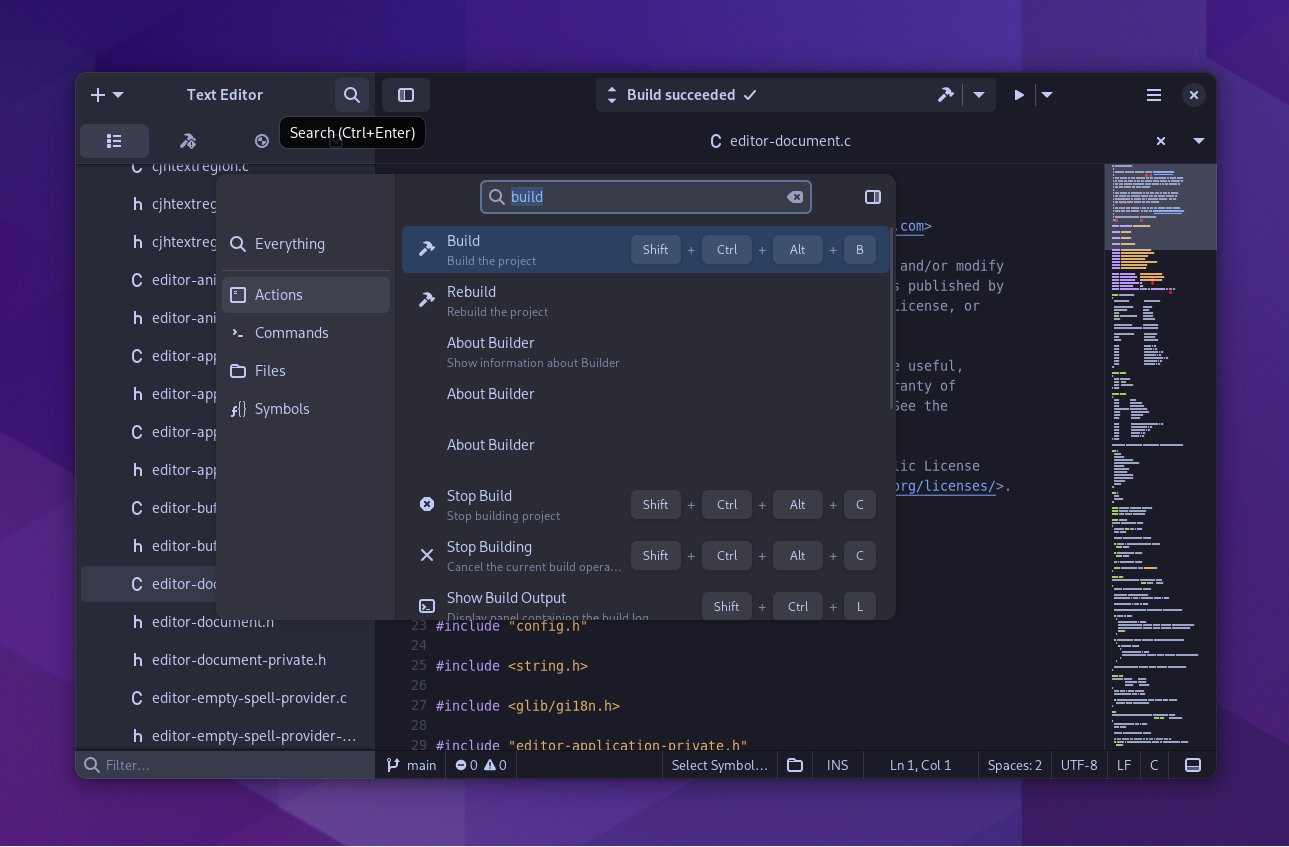 Text Editor
Build succeeded
Search (Ctrl+Enter)
C editor-document.c
C cjhtextregion.c
h cjhtextreg
h cjhtextreg
C editor-ani
h editor-ani
C editor-app
h editor-app
C editor-app
h editor-app
C editor-buf
h editor-buf
C editor-doc
h editor-document.h
h editor-document-private.h
C editor-empty-spell-provider.c
h editor-empty-spell-provider-…
Filter…
build
Everything
Actions
Commands
Files
Symbols
Build
Build the project
Shift + Ctrl + Alt + B
Rebuild
Rebuild the project
About Builder
Show information about Builder
About Builder
About Builder
Stop Build
Stop building project
Shift + Ctrl + Alt + C
Stop Building
Cancel the current build opera…
Shift + Ctrl + Alt + C
Show Build Output
Display panel containing the build log
Shift + Ctrl + L
.com>
and/or modify
s published by
License, or
e useful,
ranty of
See the
lic License
org/licenses/>.
23 #include "config.h"
24
25 #include <string.h>
26
27 #include <glib/gi18n.h>
28
29 #include "editor-application-private.h"
main
0 0
Select Symbol…
INS
Ln 1, Col 1
Spaces: 2
UTF-8
LF
C